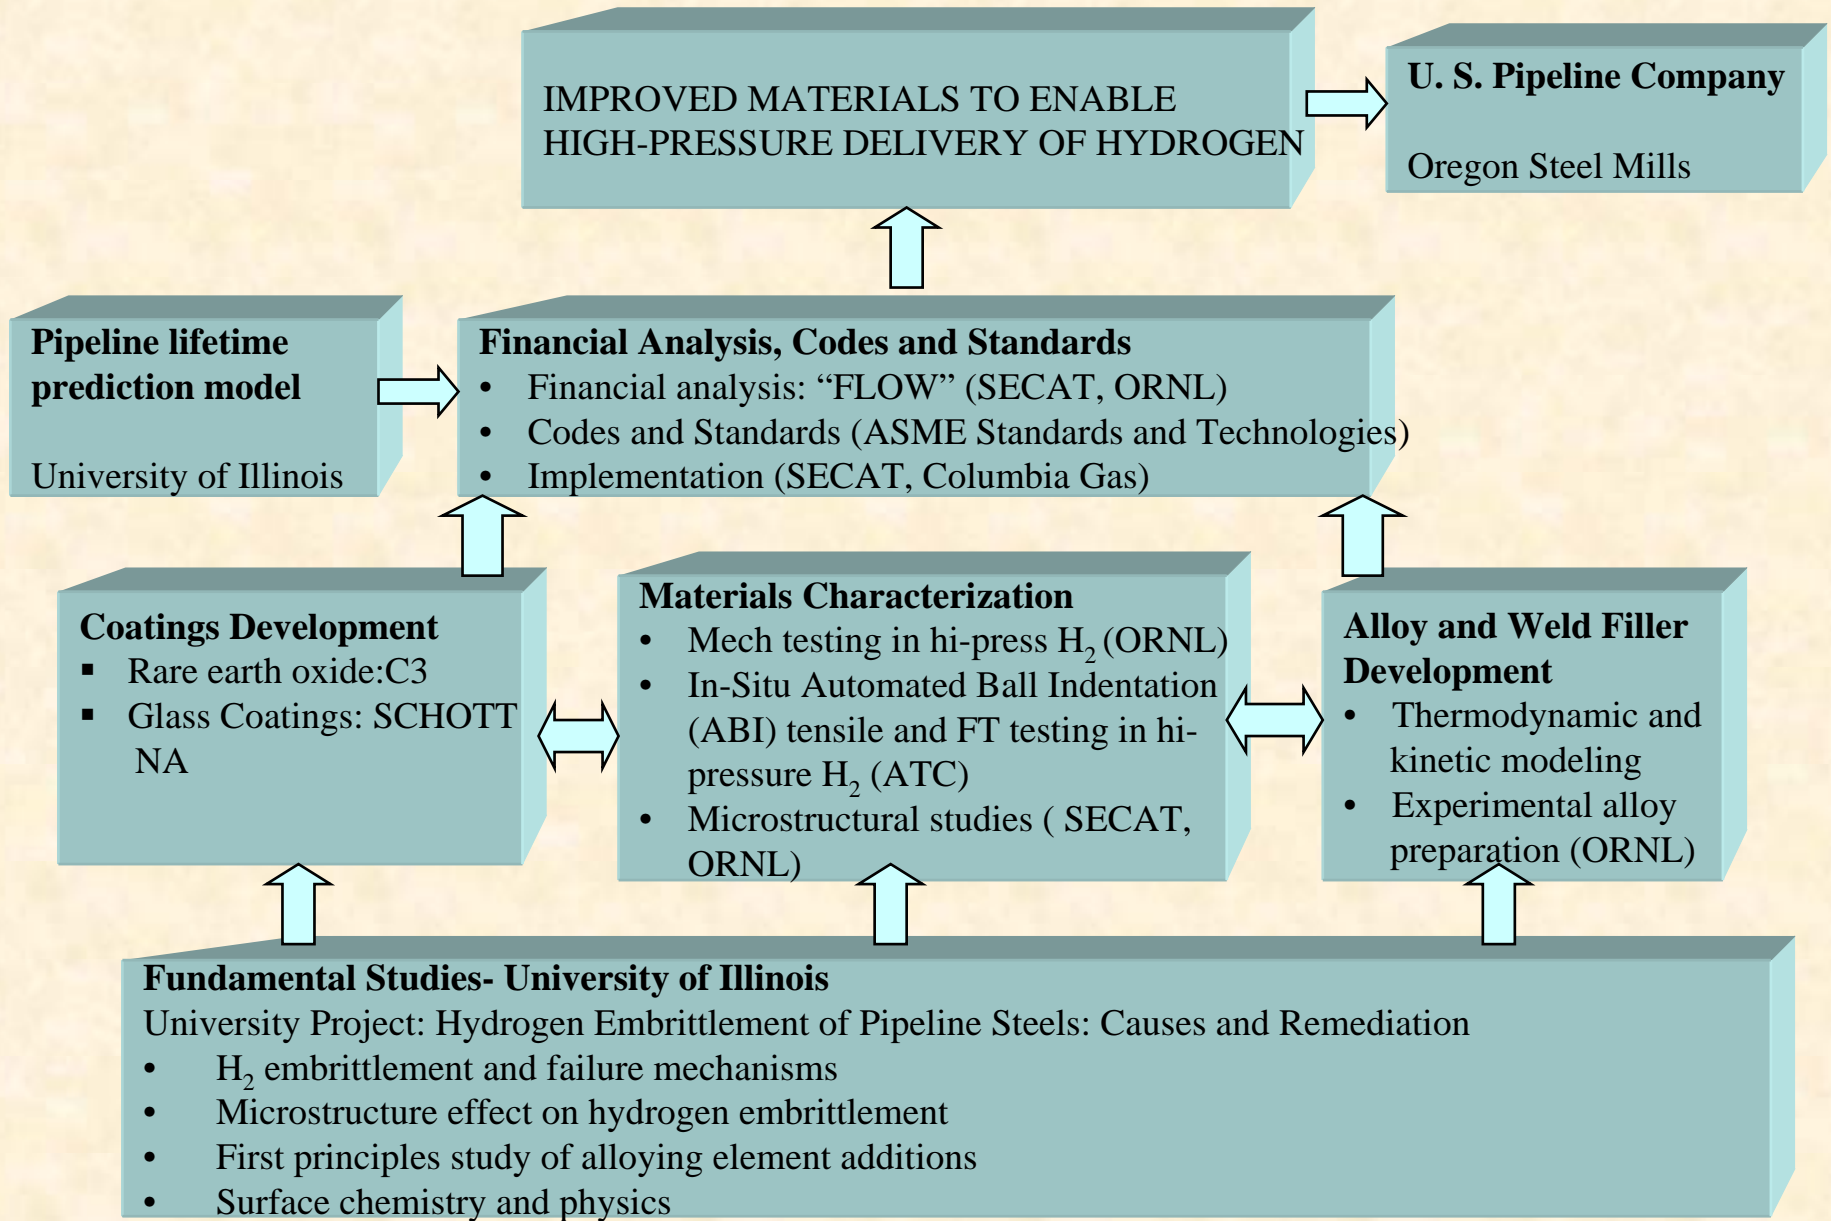 IMPROVED MATERIALS TO ENABLE
HIGH-PRESSURE DELIVERY OF HYDROGEN
U. S. Pipeline Company
Oregon Steel Mills
Pipeline lifetime
prediction model
University of Illinois
Financial Analysis, Codes and Standards
• Financial analysis: “FLOW” (SECAT, ORNL)
• Codes and Standards (ASME Standards and Technologies)
• Implementation (SECAT, Columbia Gas)
Coatings Development
▪ Rare earth oxide:C3
▪ Glass Coatings: SCHOTT
NA
Materials Characterization
• Mech testing in hi-press H₂ (ORNL)
• In-Situ Automated Ball Indentation
(ABI) tensile and FT testing in hi-
pressure H₂ (ATC)
• Microstructural studies ( SECAT,
ORNL)
Alloy and Weld Filler
Development
• Thermodynamic and
kinetic modeling
• Experimental alloy
preparation (ORNL)
Fundamental Studies- University of Illinois
University Project: Hydrogen Embrittlement of Pipeline Steels: Causes and Remediation
• H₂ embrittlement and failure mechanisms
• Microstructure effect on hydrogen embrittlement
• First principles study of alloying element additions
• Surface chemistry and physics